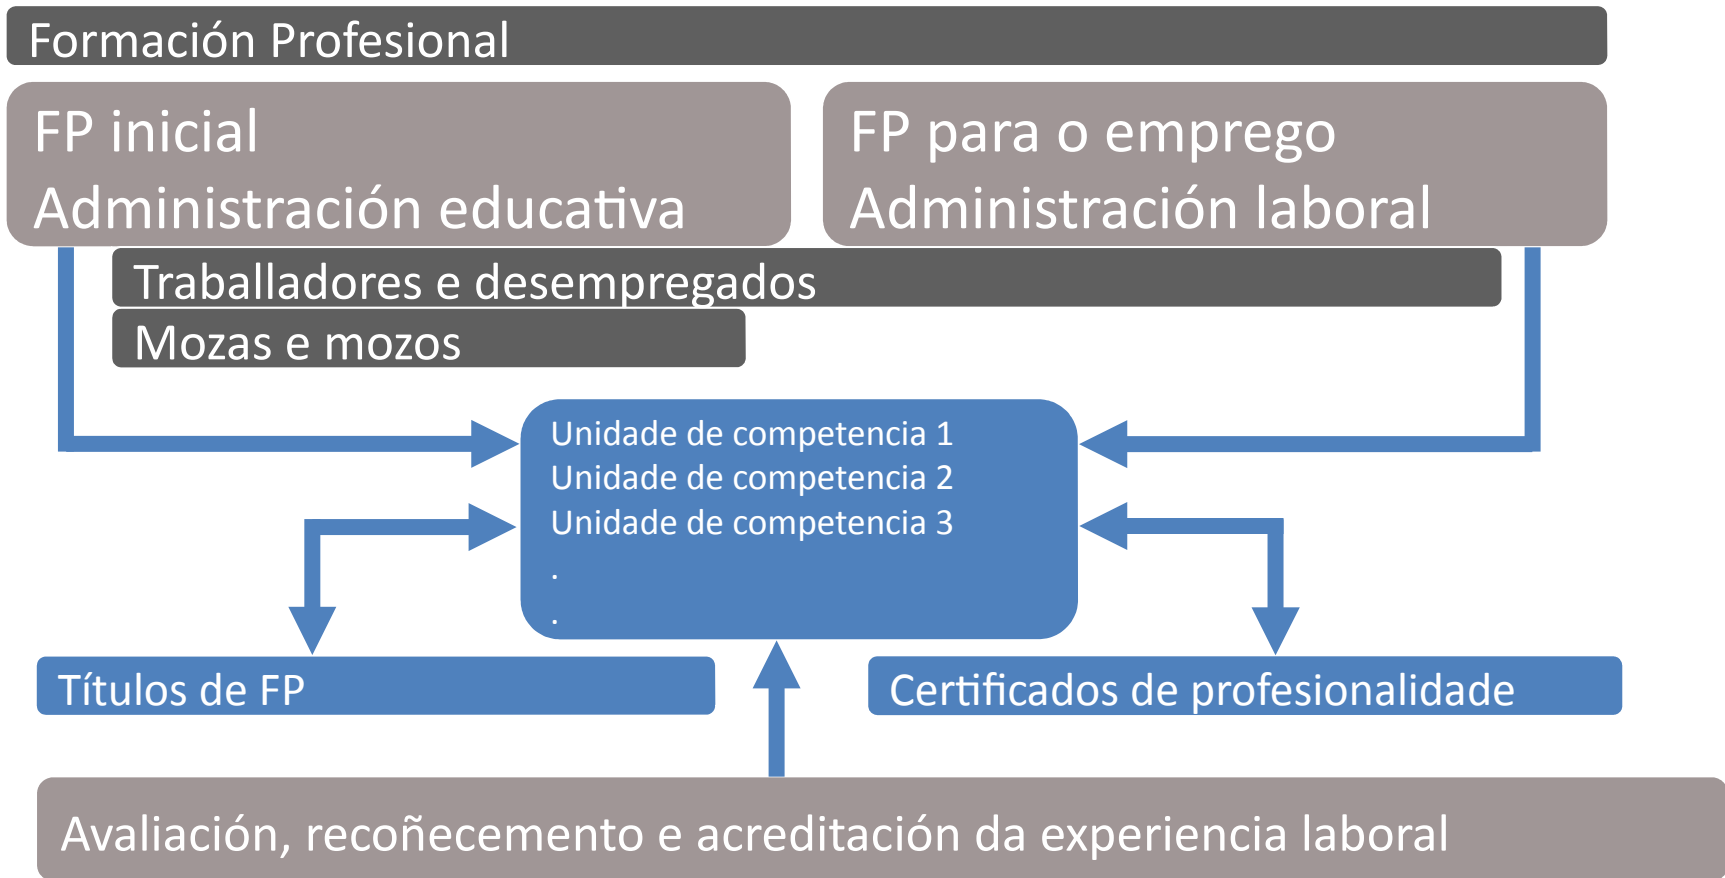 Formación Profesional
FP inicial
Administración educativa
FP para o emprego
Administración laboral
Traballadores e desempregados
Mozas e mozos
Unidade de competencia 1
Unidade de competencia 2
Unidade de competencia 3
.
.
Títulos de FP
Certificados de profesionalidade
Avaliación, recoñecemento e acreditación da experiencia laboral